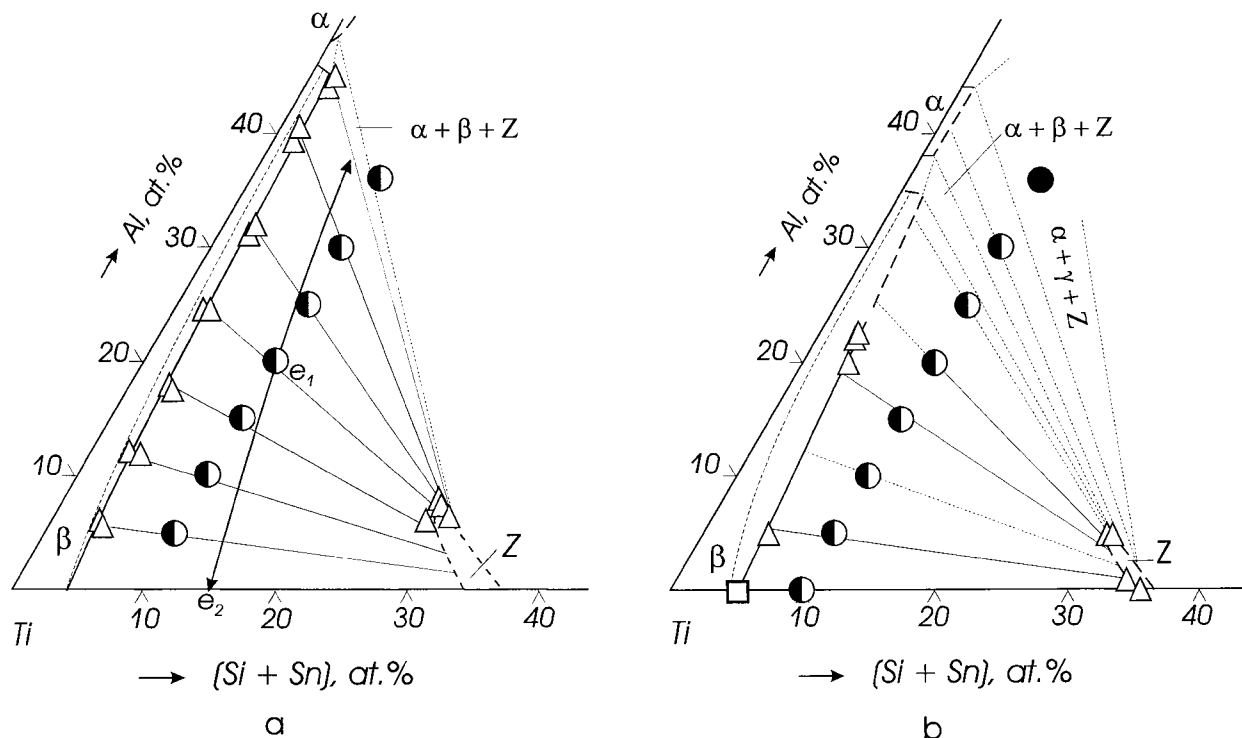 α
40
α + β + Z
Al, at.%
30
20
e₁
10
β
Z
e₂
10
20
30
40
Ti
(Si + Sn), at.%
a
α
40
α + β + Z
Al, at.%
30
α + γ + Z
20
10
β
Z
10
20
30
40
Ti
(Si + Sn), at.%
b